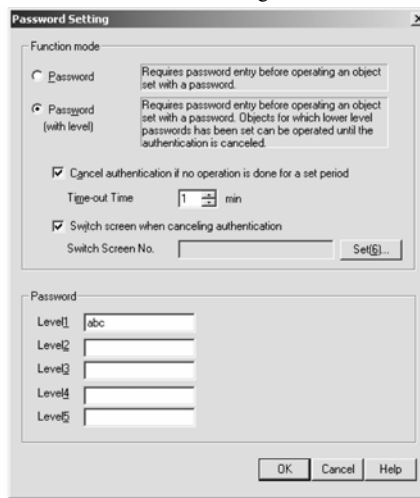 Password Setting
Function mode
Password
Requires password entry before operating an object
set with a password.
Password
(with level)
Requires password entry before operating an object
set with a password. Objects for which lower level
passwords has been set can be operated until the
authentication is canceled.
Cancel authentication if no operation is done for a set period
Time-out Time 1 min
Switch screen when canceling authentication
Switch Screen No. Set(6)...
Password
Level1 abc
Level2
Level3
Level4
Level5
OK Cancel Help